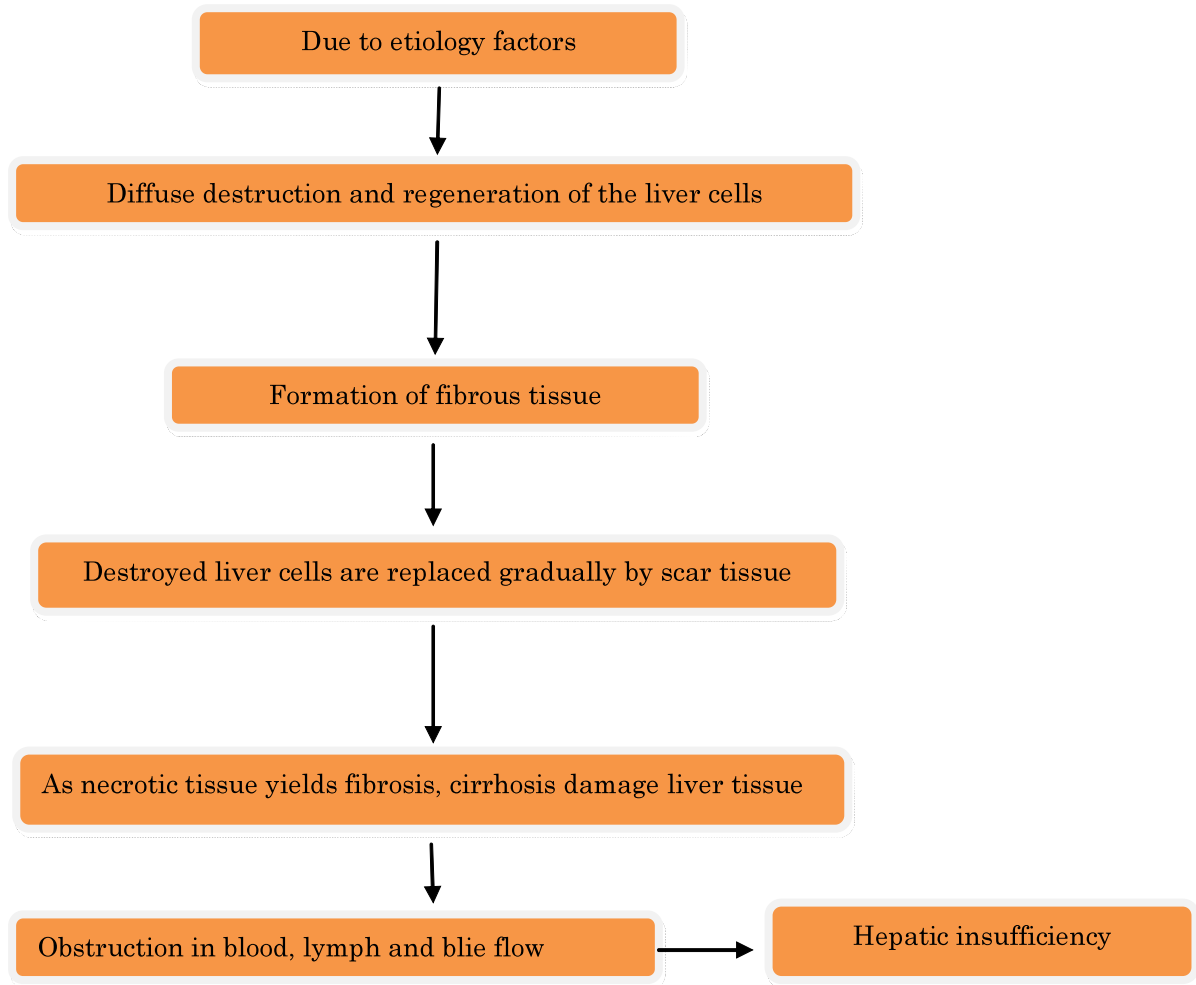 Due to etiology factors
Diffuse destruction and regeneration of the liver cells
Formation of fibrous tissue
Destroyed liver cells are replaced gradually by scar tissue
As necrotic tissue yields fibrosis, cirrhosis damage liver tissue
Obstruction in blood, lymph and blie flow
Hepatic insufficiency